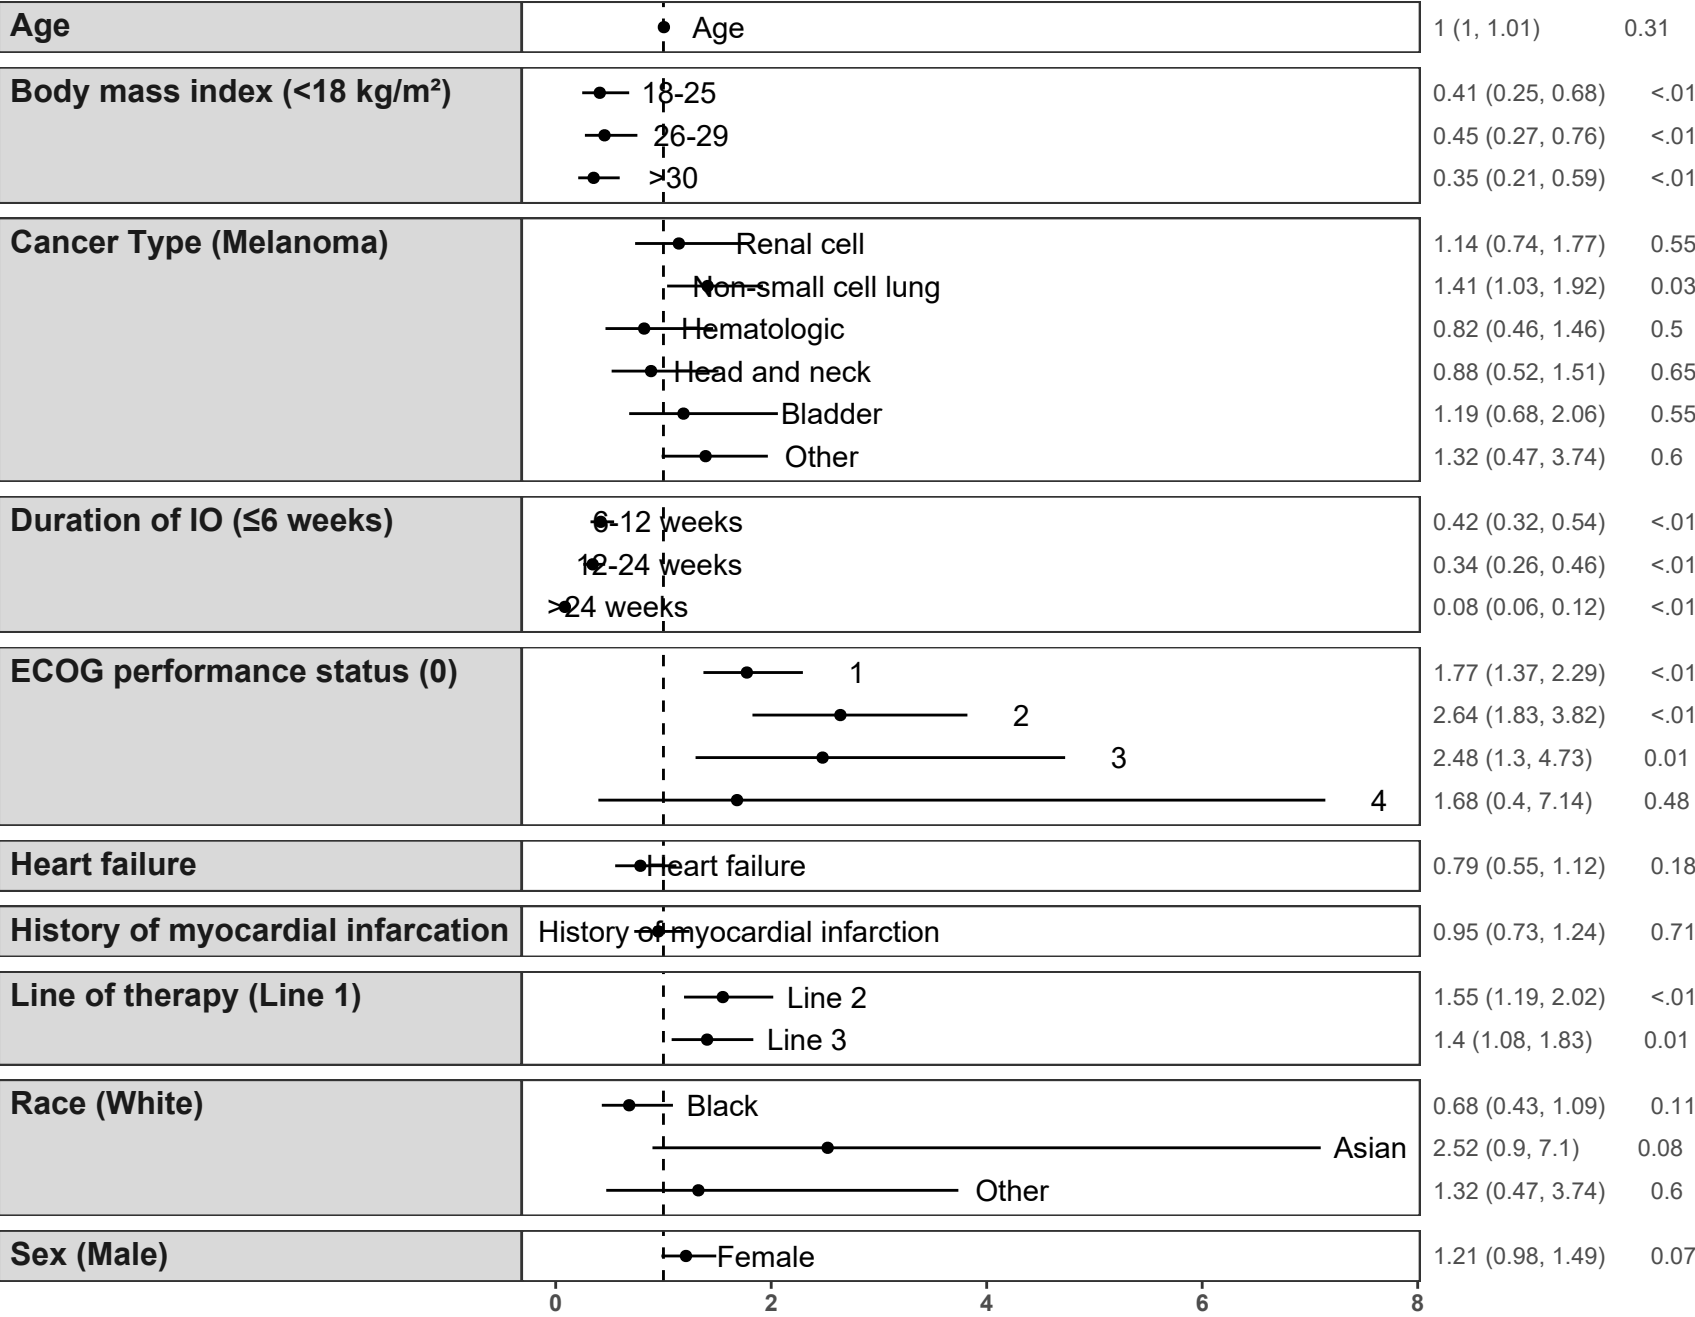 Age Age 1 (1, 1.01) 0.31
Body mass index (<18 kg/m²) 18-25 0.41 (0.25, 0.68) <.01
26-29 0.45 (0.27, 0.76) <.01
>30 0.35 (0.21, 0.59) <.01
Cancer Type (Melanoma) Renal cell 1.14 (0.74, 1.77) 0.55
Non-small cell lung 1.41 (1.03, 1.92) 0.03
Hematologic 0.82 (0.46, 1.46) 0.5
Head and neck 0.88 (0.52, 1.51) 0.65
Bladder 1.19 (0.68, 2.06) 0.55
Other 1.32 (0.47, 3.74) 0.6
Duration of IO (≤6 weeks) 6-12 weeks 0.42 (0.32, 0.54) <.01
12-24 weeks 0.34 (0.26, 0.46) <.01
>24 weeks 0.08 (0.06, 0.12) <.01
ECOG performance status (0) 1 1.77 (1.37, 2.29) <.01
2 2.64 (1.83, 3.82) <.01
3 2.48 (1.3, 4.73) 0.01
4 1.68 (0.4, 7.14) 0.48
Heart failure Heart failure 0.79 (0.55, 1.12) 0.18
History of myocardial infarcation History of myocardial infarction 0.95 (0.73, 1.24) 0.71
Line of therapy (Line 1) Line 2 1.55 (1.19, 2.02) <.01
Line 3 1.4 (1.08, 1.83) 0.01
Race (White) Black 0.68 (0.43, 1.09) 0.11
Asian 2.52 (0.9, 7.1) 0.08
Other 1.32 (0.47, 3.74) 0.6
Sex (Male) Female 1.21 (0.98, 1.49) 0.07
0 2 4 6 8